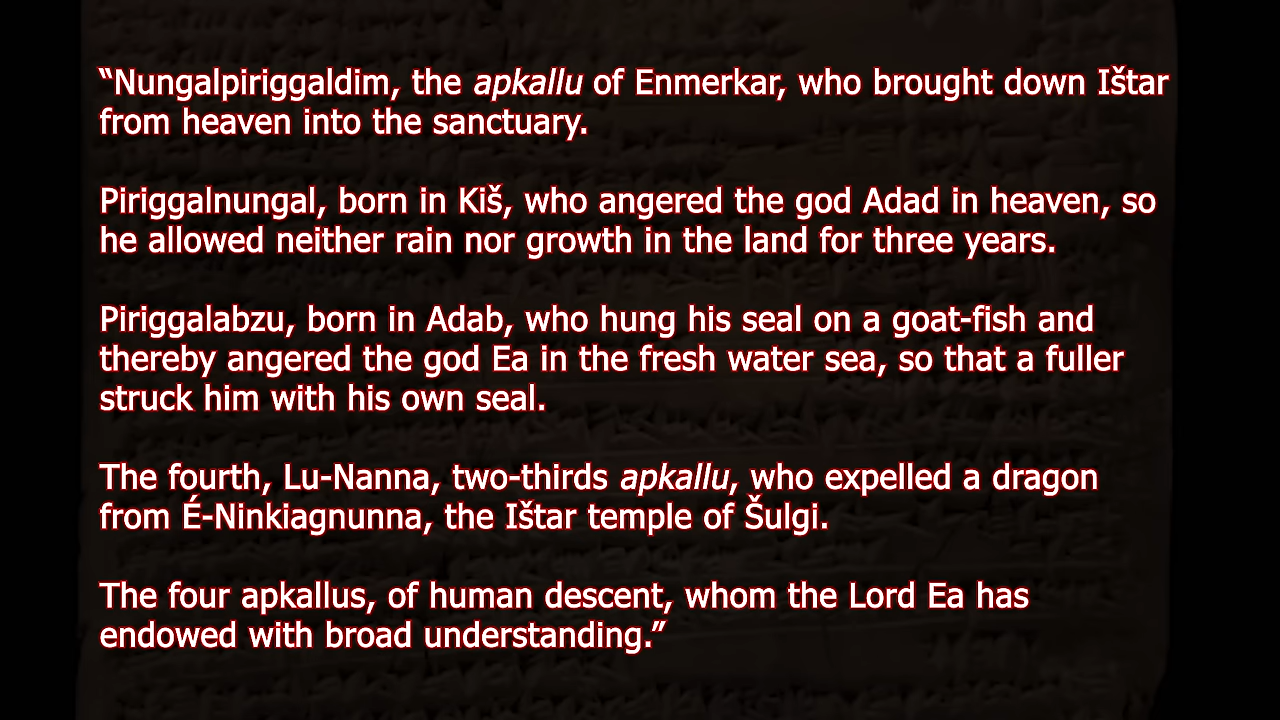 “Nungalpiriggaldim, the apkallu of Enmerkar, who brought down Ištar
from heaven into the sanctuary.
Piriggalnungal, born in Kiš, who angered the god Adad in heaven, so
he allowed neither rain nor growth in the land for three years.
Piriggalabzu, born in Adab, who hung his seal on a goat-fish and
thereby angered the god Ea in the fresh water sea, so that a fuller
struck him with his own seal.
The fourth, Lu-Nanna, two-thirds apkallu, who expelled a dragon
from É-Ninkiagnunna, the Ištar temple of Šulgi.
The four apkallus, of human descent, whom the Lord Ea has
endowed with broad understanding.”